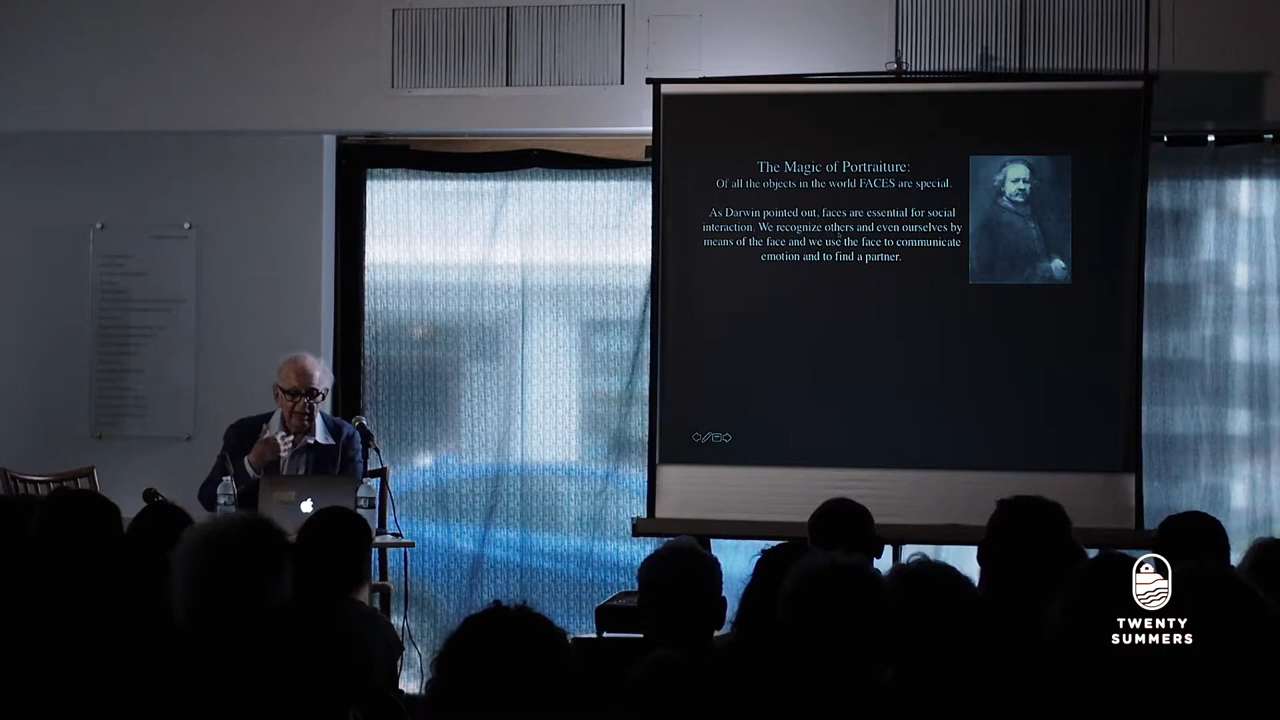 The Magic of Portraiture:
Of all the objects in the world FACES are special.
As Darwin pointed out, faces are essential for social
interaction. We recognize others and even ourselves by
means of the face and we use the face to communicate
emotion and to find a partner.
TWENTY
SUMMERS